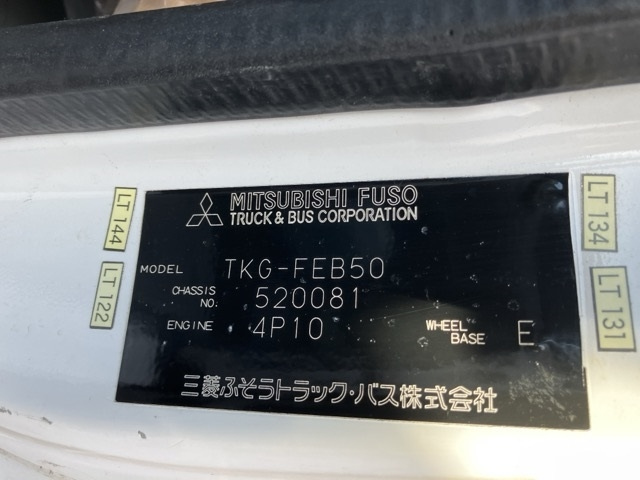 MITSUBISHI FUSO
TRUCK & BUS CORPORATION
MODEL TKG-FEB50
CHASSIS NO. 520081
ENGINE 4P10 WHEEL BASE E
三菱ふそうトラック・バス株式会社
LT 144
LT 122
LT 134
LT 131